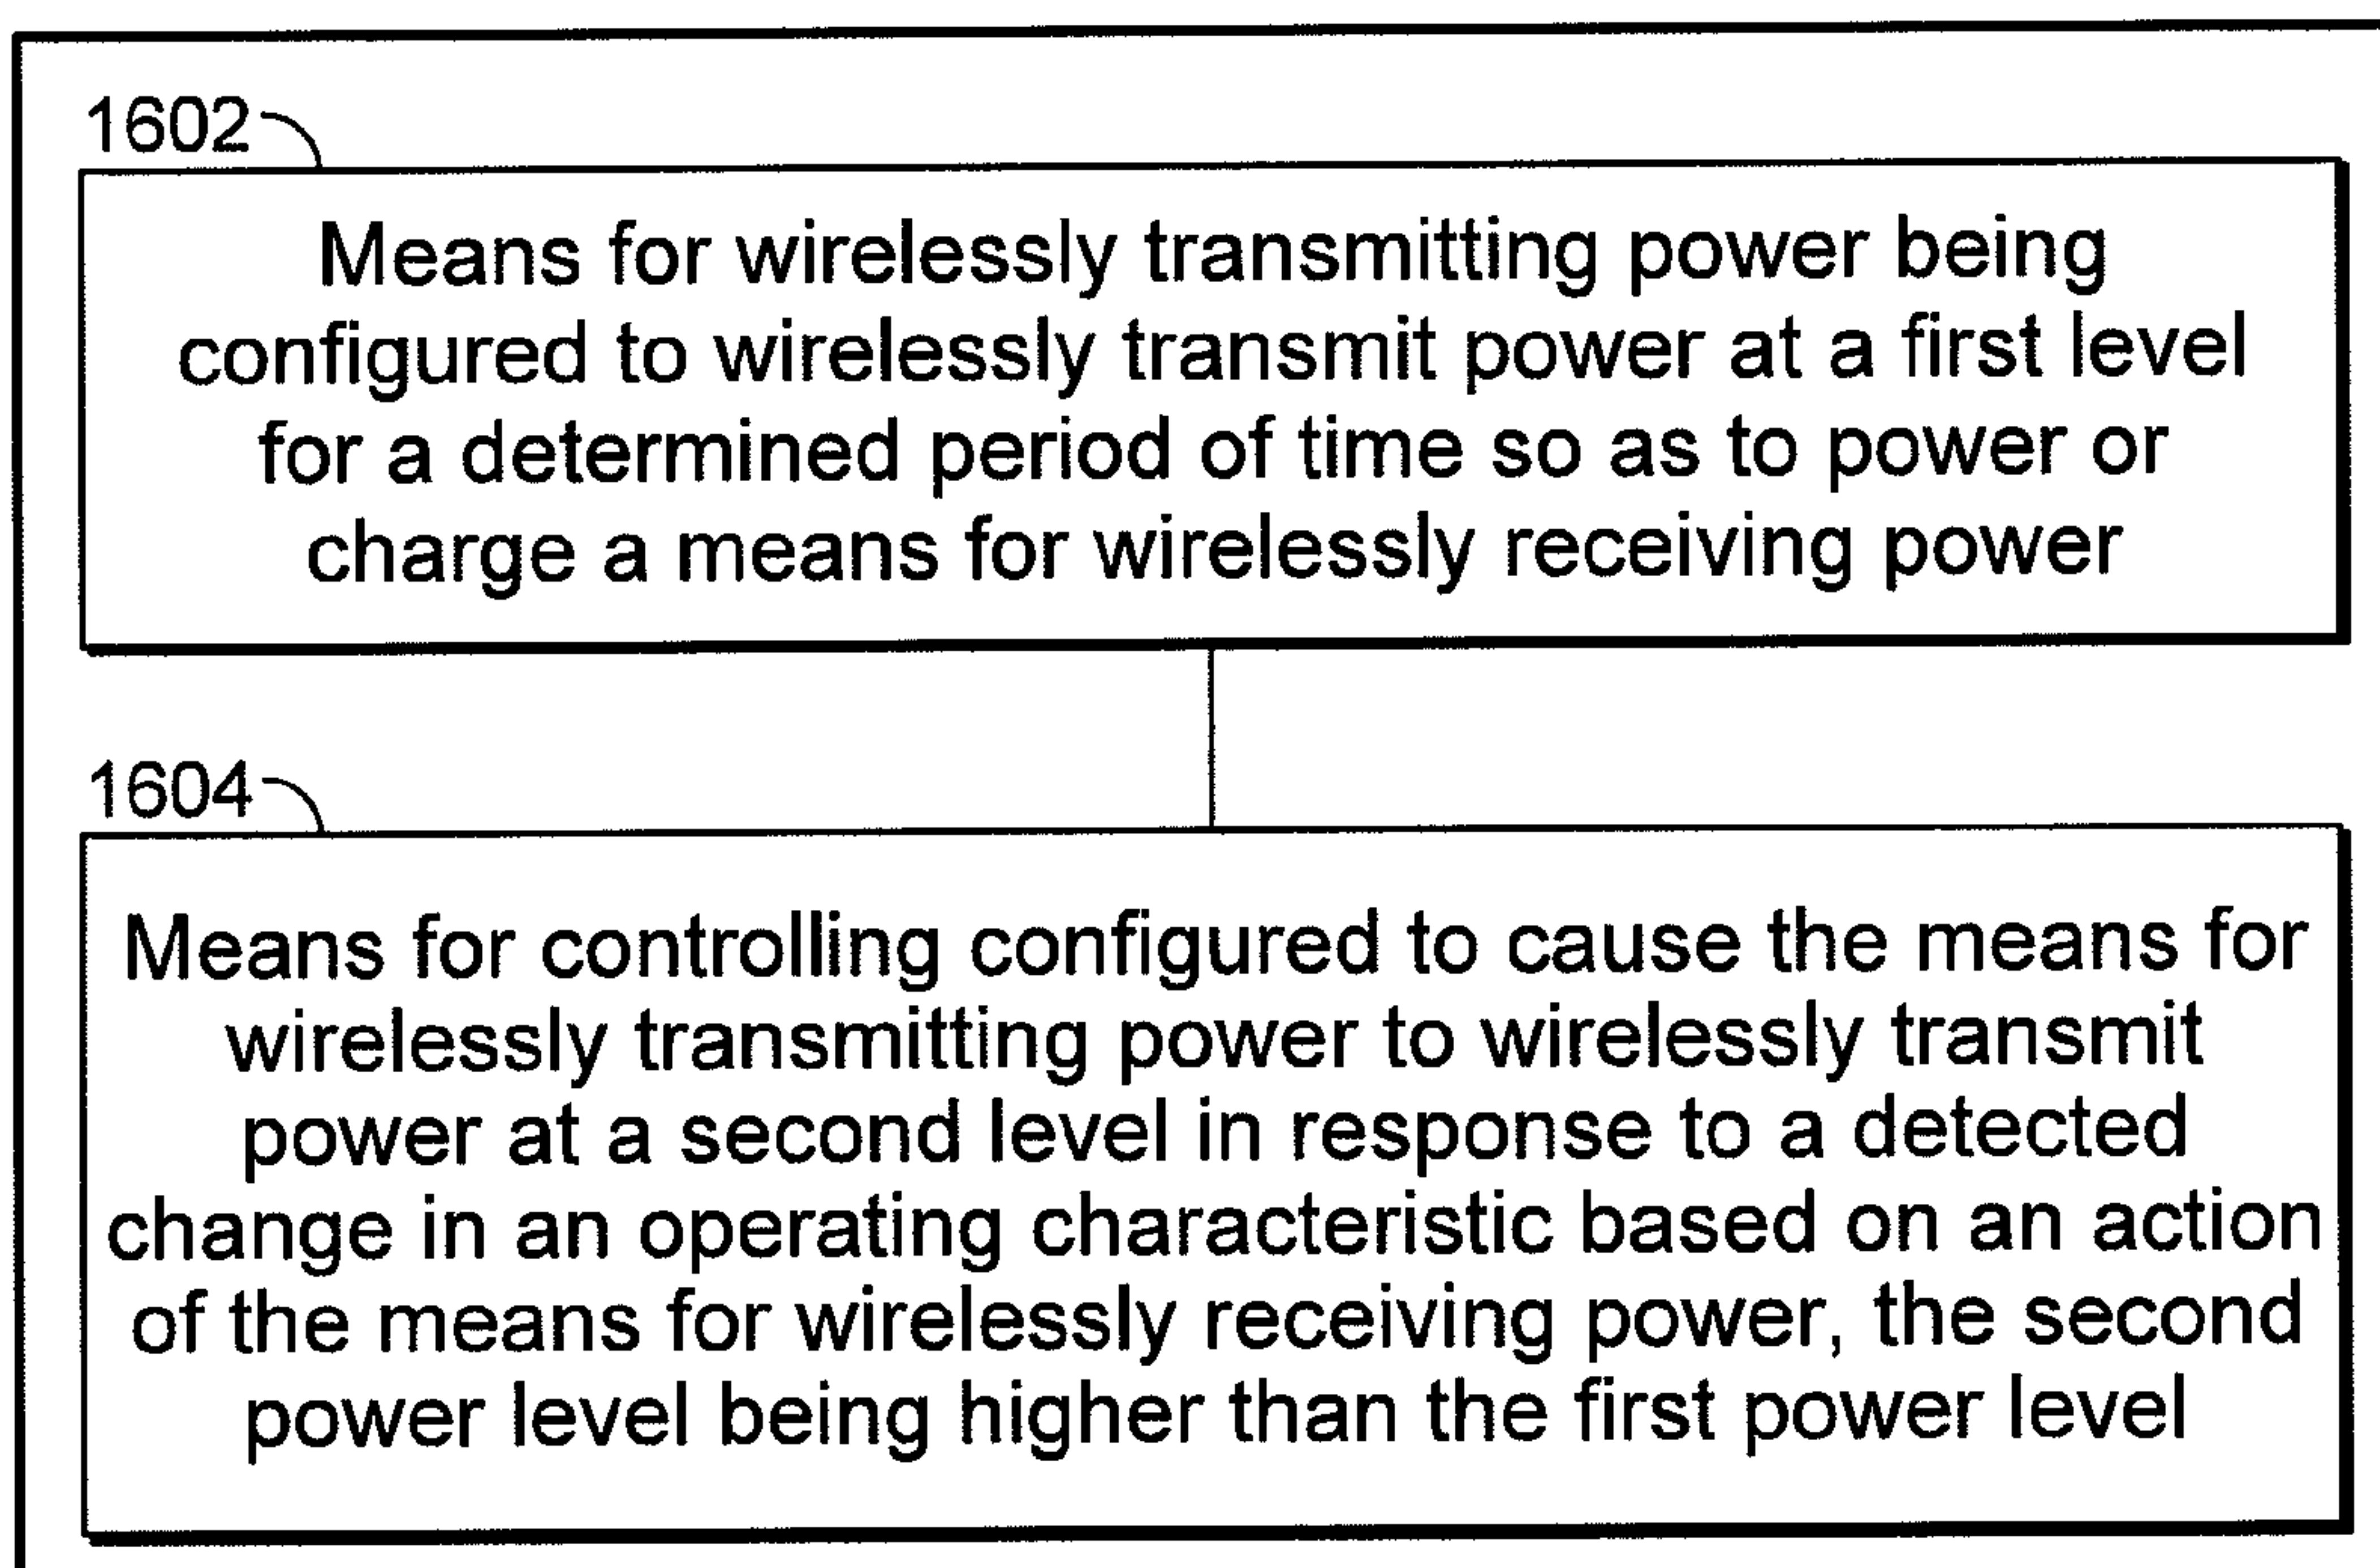 1602
Means for wirelessly transmitting power being
configured to wirelessly transmit power at a first level
for a determined period of time so as to power or
charge a means for wirelessly receiving power
1604
Means for controlling configured to cause the means for
wirelessly transmitting power to wirelessly transmit
power at a second level in response to a detected
change in an operating characteristic based on an action
of the means for wirelessly receiving power, the second
power level being higher than the first power level